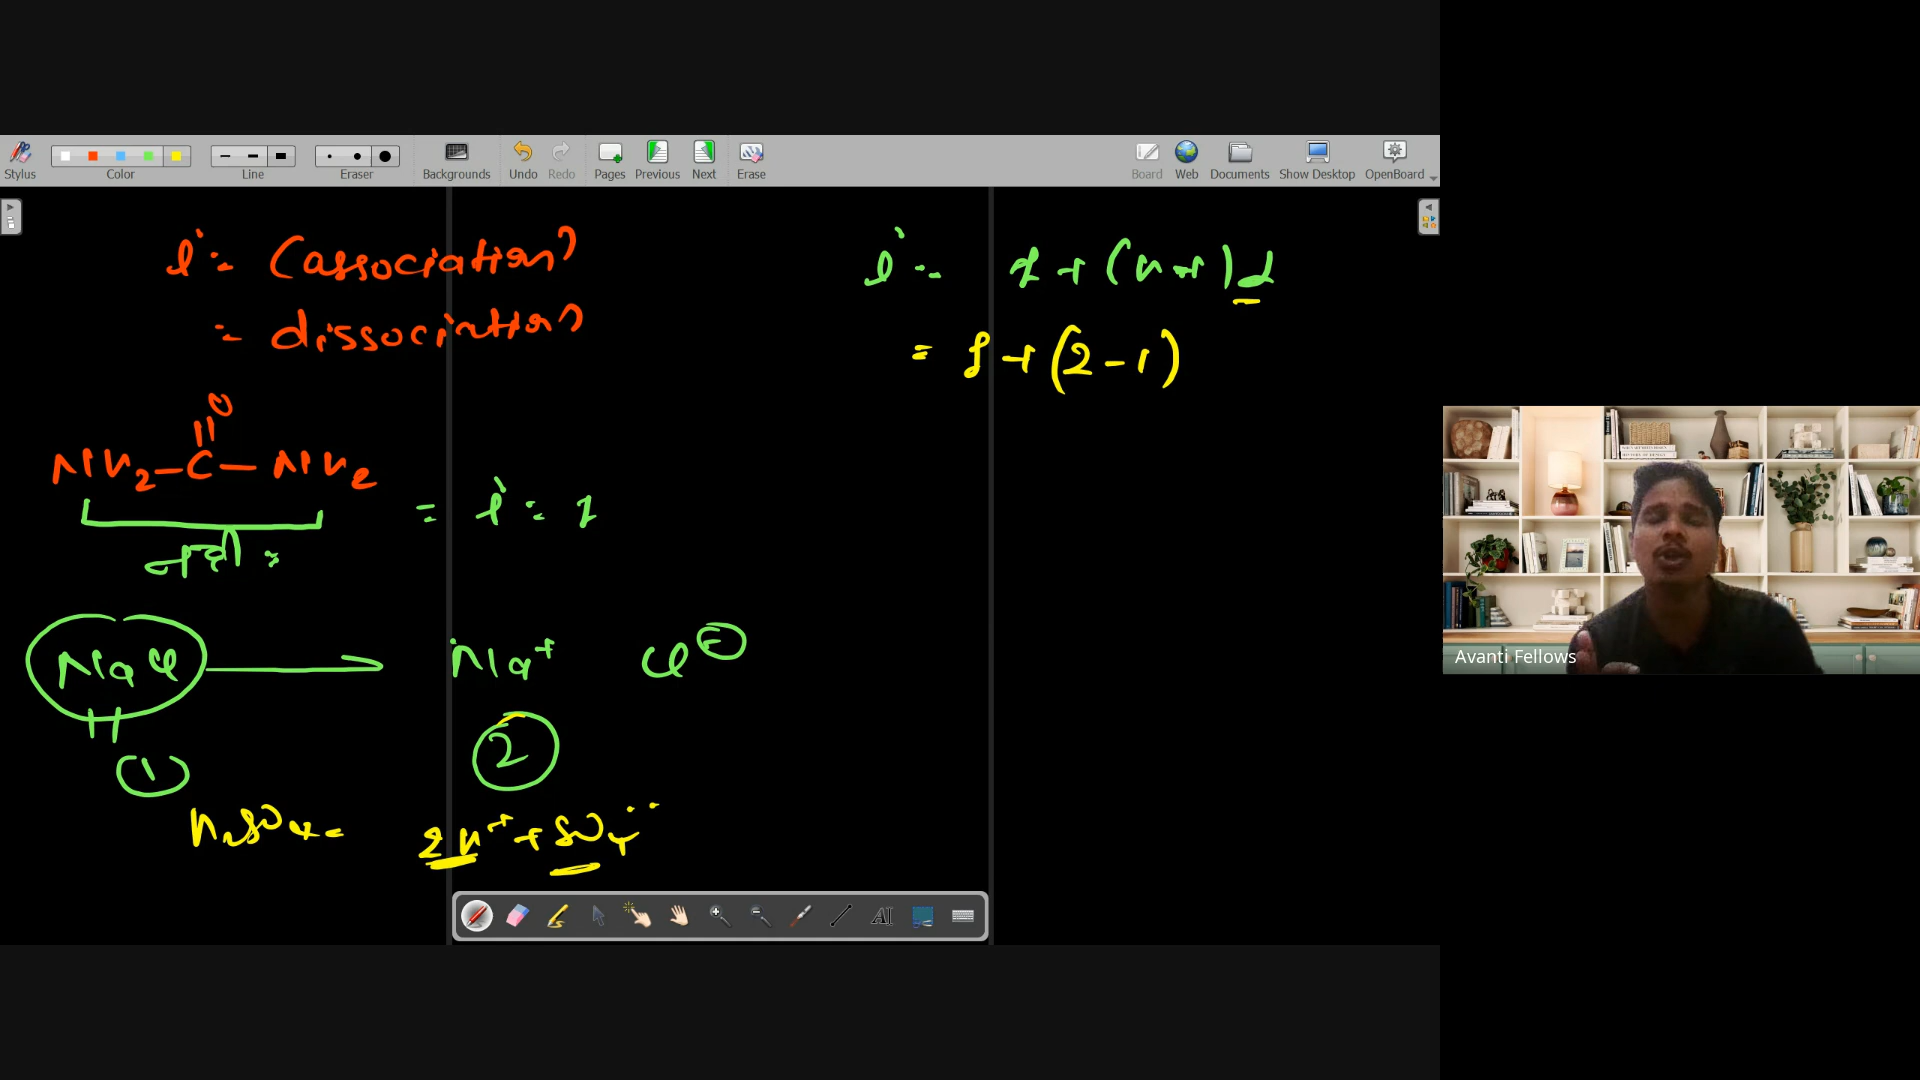 Stylus Color Line Eraser Backgrounds Undo Redo Pages Previous Next Erase Board Web Documents Show Desktop OpenBoard
i = (association)
= dissociation
O
NH2-C-NH2
= i = 1
नही
NaCl → Na+ Cl-
1 2
H2SO4 = 2H+ + SO4--
i = 1+(n-1)α
= 1+(2-1)
AI
Avanti Fellows